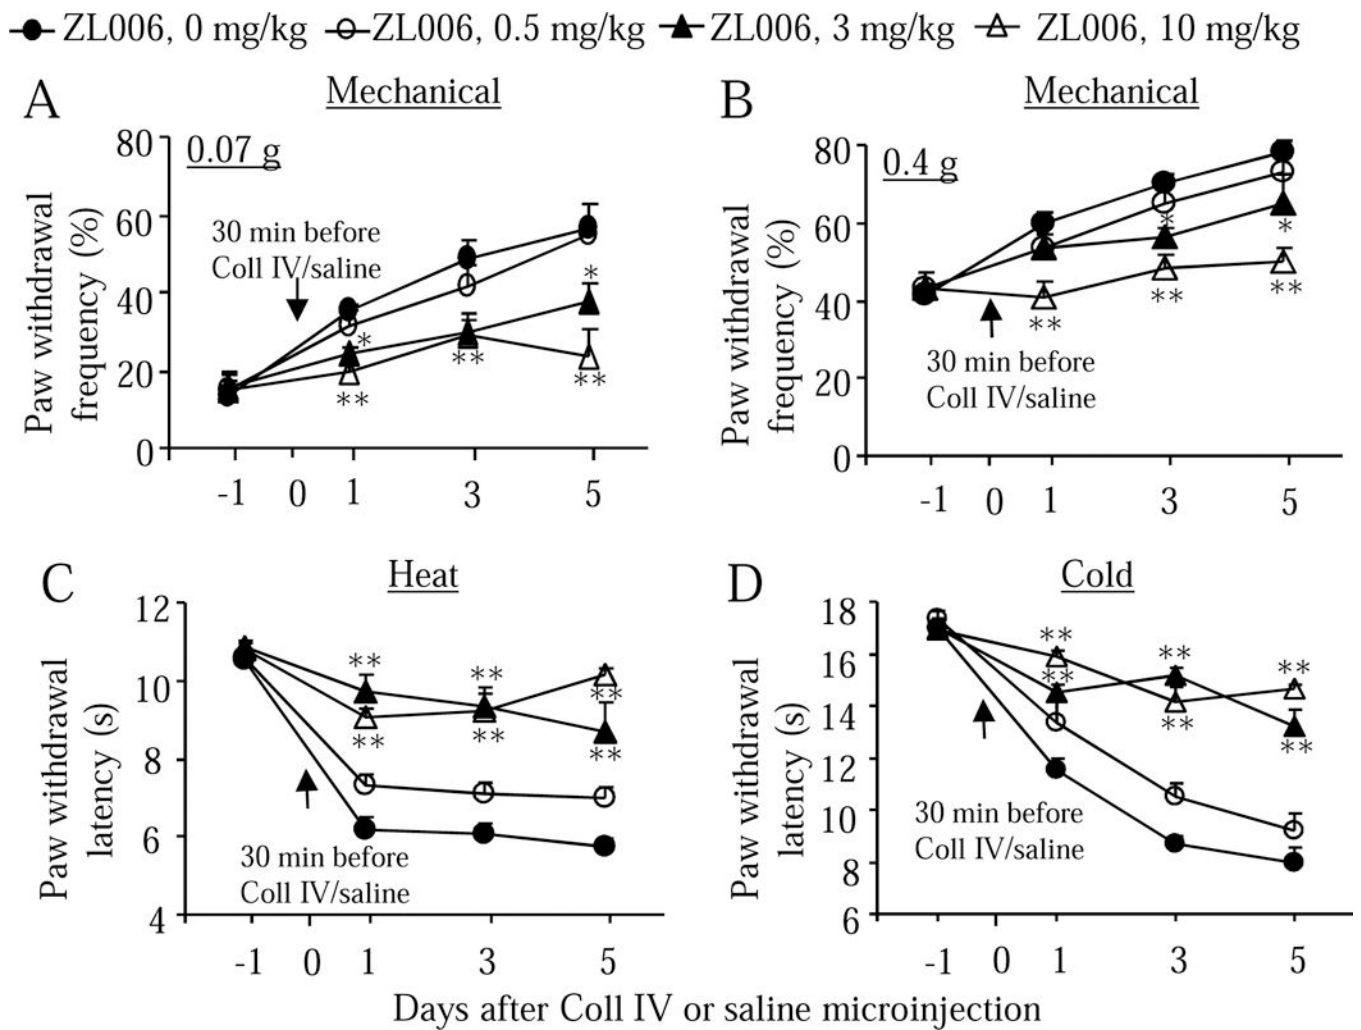 ZL006, 0 mg/kg ZL006, 0.5 mg/kg ZL006, 3 mg/kg ZL006, 10 mg/kg
A
Mechanical
0.07 g
Paw withdrawal
frequency (%)
80
60
40
20
0
30 min before
Coll IV/saline
*
**
**
*
**
-1 0 1 3 5
B
Mechanical
0.4 g
Paw withdrawal
frequency (%)
80
60
40
20
0
30 min before
Coll IV/saline
**
*
**
*
**
-1 0 1 3 5
C
Heat
Paw withdrawal
latency (s)
12
10
8
6
4
30 min before
Coll IV/saline
**
**
**
**
**
**
-1 0 1 3 5
D
Cold
Paw withdrawal
latency (s)
18
16
14
12
10
8
6
30 min before
Coll IV/saline
**
**
**
**
**
**
-1 0 1 3 5
Days after Coll IV or saline microinjection